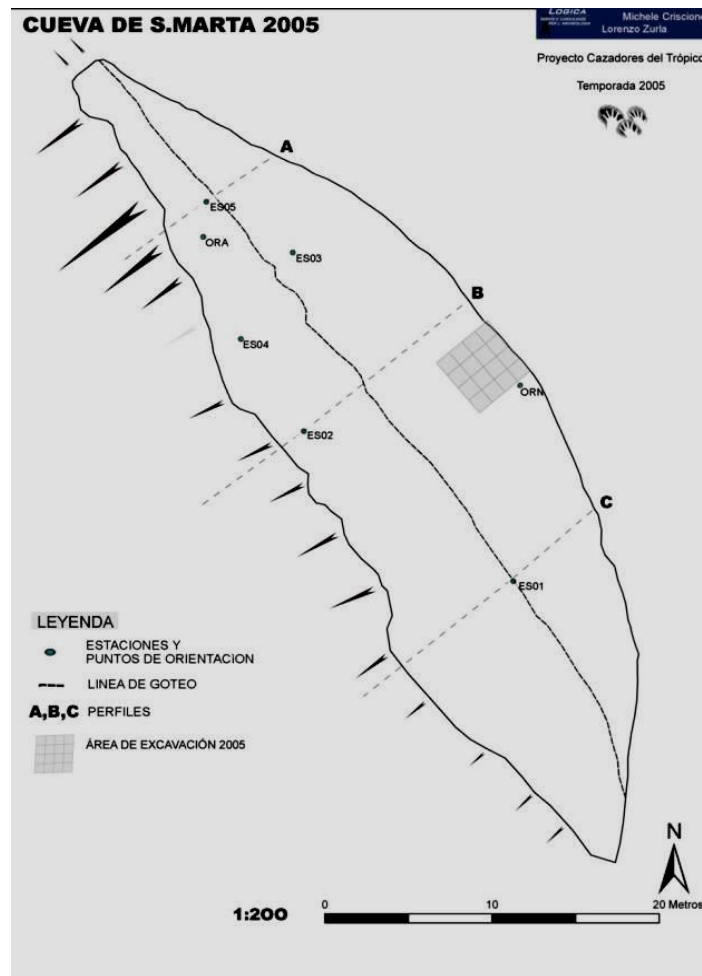 CUEVA DE S.MARTA 2005
LOGICA
Michele Criscione
Lorenzo Zurla
Proyecto Cazadores del Trópico
Temporada 2005
A
ES05
ORA
ES03
B
ES04
ORN
ES02
C
ES01
LEYENDA
ESTACIONES Y
PUNTOS DE ORIENTACION
LINEA DE GOTEO
A,B,C PERFILES
ÁREA DE EXCAVACIÓN 2005
N
0 10 20 Metros
1:200